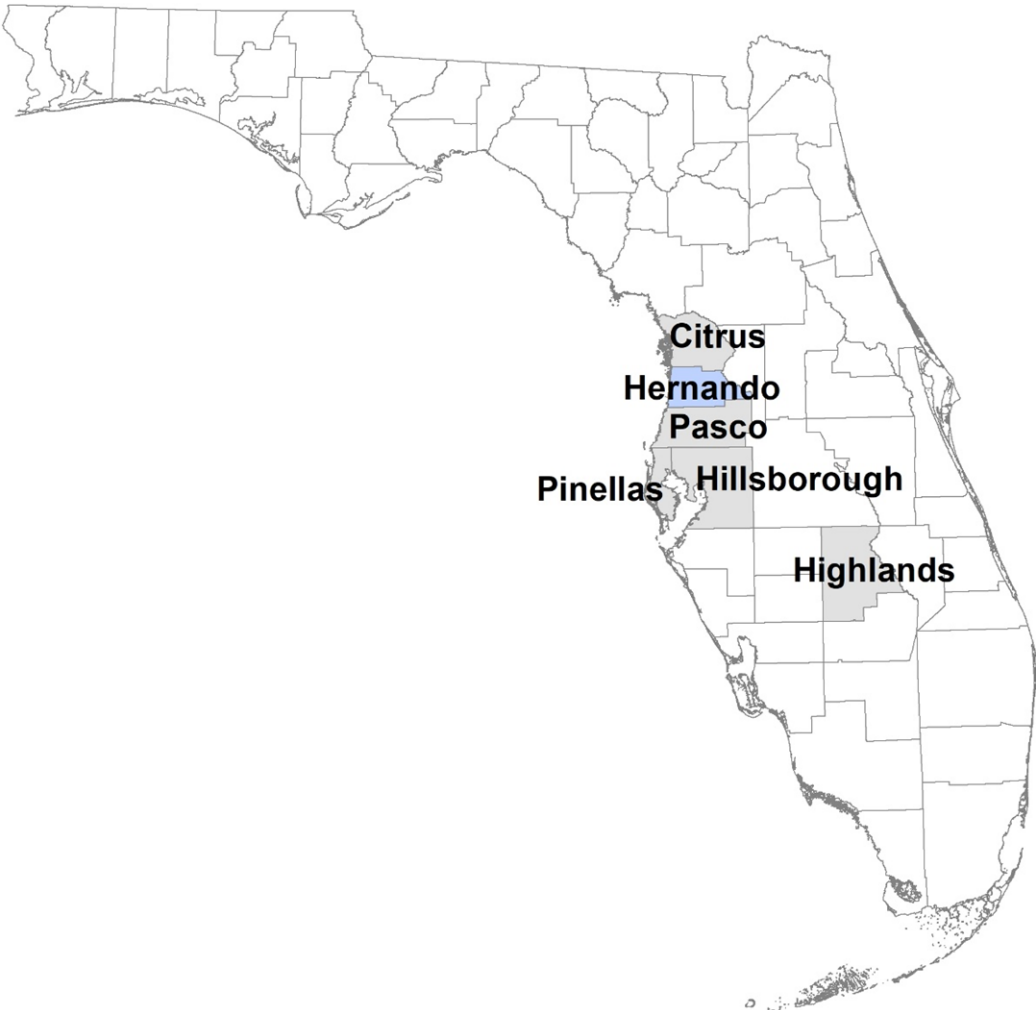 Citrus
Hernando
Pasco
Hillsborough
Pinellas
Highlands